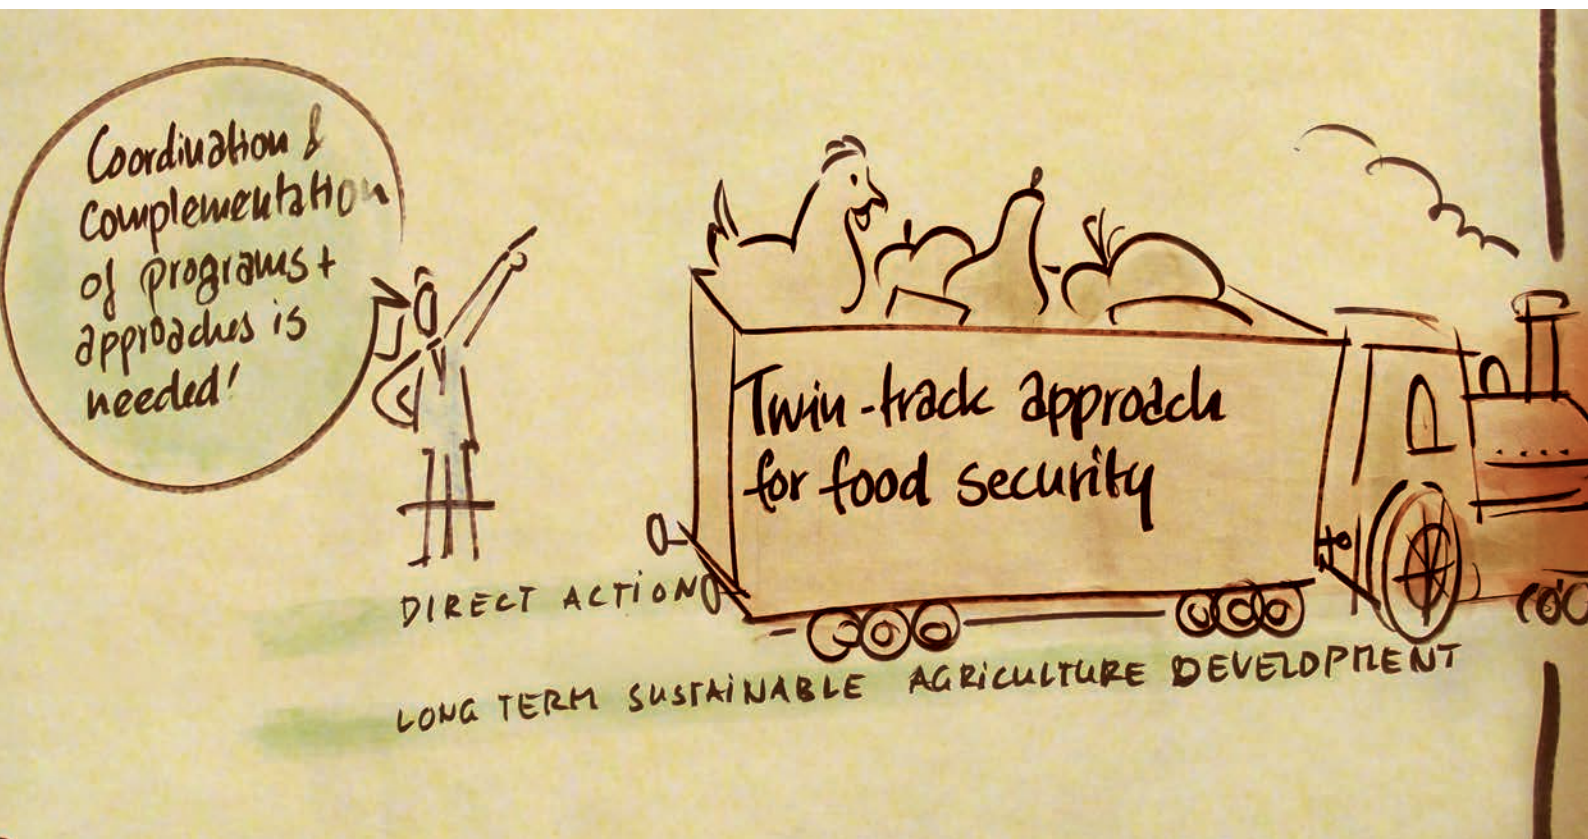 Coordination &
complementation
of programs +
approaches is
needed!
Twin-track approach
for food security
DIRECT ACTION
LONG TERM SUSTAINABLE AGRICULTURE DEVELOPMENT